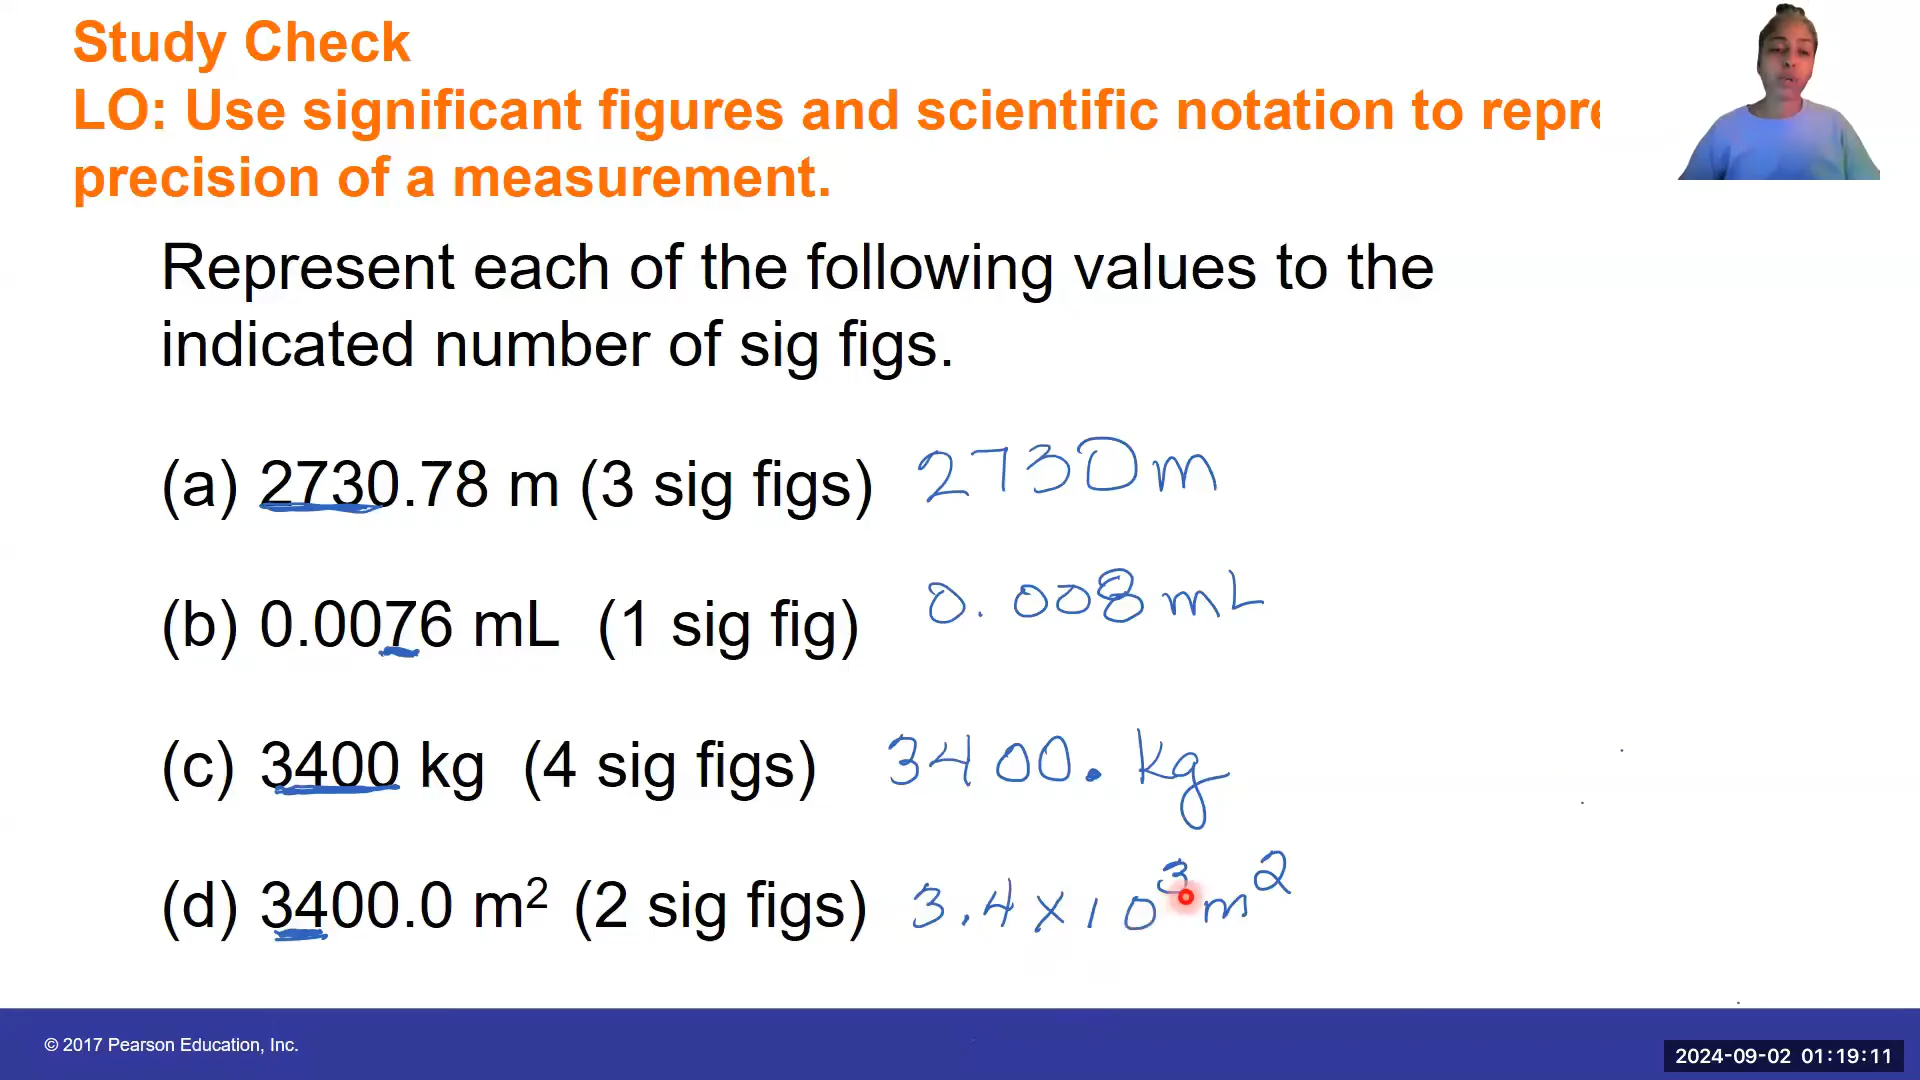 Study Check
LO: Use significant figures and scientific notation to repre
precision of a measurement.
Represent each of the following values to the
indicated number of sig figs.
(a) 2730.78 m (3 sig figs) 2730 m
(b) 0.0076 mL (1 sig fig) 0.008 mL
(c) 3400 kg (4 sig figs) 3400. kg
(d) 3400.0 m² (2 sig figs) 3.4 × 10³ m²
© 2017 Pearson Education, Inc.
2024-09-02 01:19:11